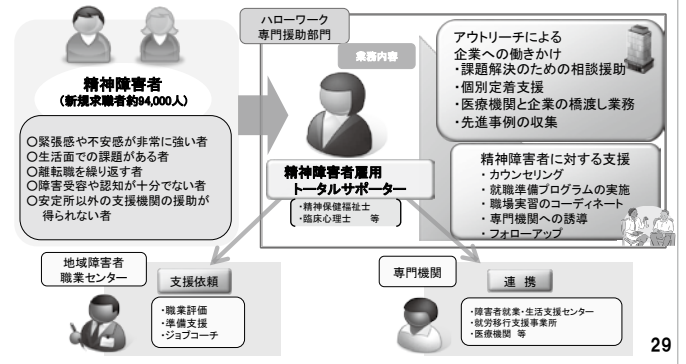 精神障害者
(新規求職者約94,000人)
〇緊張感や不安感が非常に強い者
〇生活面での課題がある者
〇離転職を繰り返す者
〇障害受容や認知が十分でない者
〇安定所以外の支援機関の援助が
得られない者
ハローワーク
専門援助部門
業務内容
精神障害者雇用
トータルサポーター
・精神保健福祉士
・臨床心理士 等
アウトリーチによる
企業への働きかけ
・課題解決のための相談援助
・個別定着支援
・医療機関と企業の橋渡し業務
・先進事例の収集
精神障害者に対する支援
・カウンセリング
・就職準備プログラムの実施
・職場実習のコーディネート
・専門機関への誘導
・フォローアップ
地域障害者
職業センター
支援依頼
・職業評価
・準備支援
・ジョブコーチ
専門機関
連 携
・障害者就業・生活支援センター
・就労移行支援事業所
・医療機関 等
29